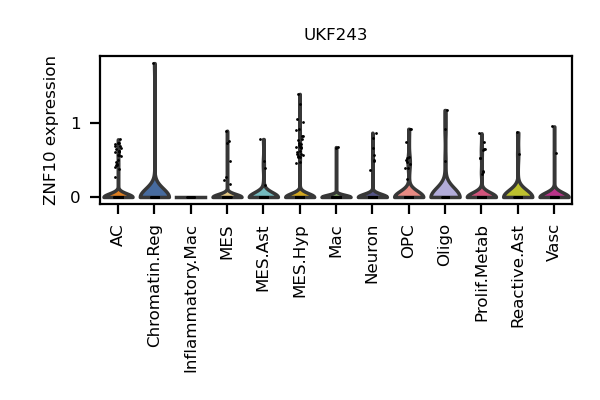 UKF243
ZNF10 expression
1
0
AC
Chromatin.Reg
Inflammatory.Mac
MES
MES.Ast
MES.Hyp
Mac
Neuron
OPC
Oligo
Prolif.Metab
Reactive.Ast
Vasc